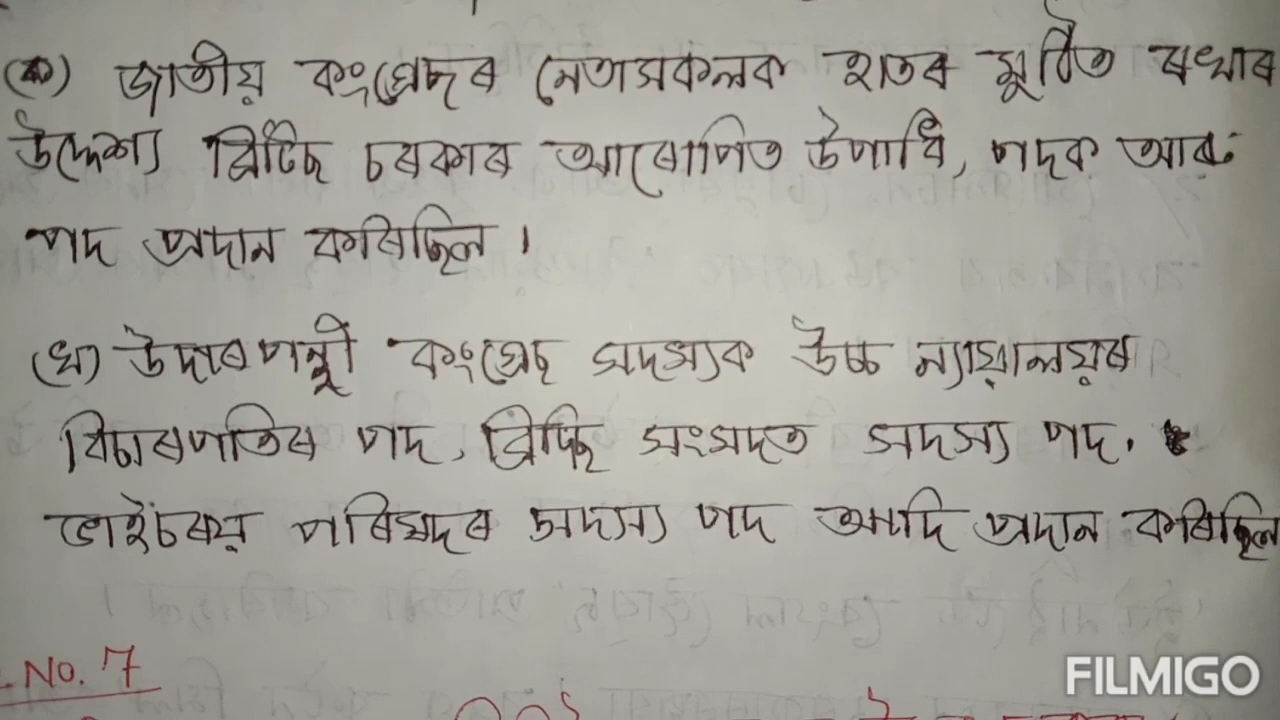 (ক) জাতীয় কংগ্ৰেছৰ নেতাসকলক হাতৰ মুঠিত ৰখাৰ
উদ্দেশ্য ব্ৰিটিছ চৰকাৰ আৰোপিত উপাধি, পদক আৰু
পদ প্ৰদান কৰিছিল।
(খ) উদাৰপন্থী কংগ্ৰেছ সদস্যক উচ্চ ন্যায়ালয়ৰ
বিচাৰপতিৰ পদ, সংসদত সদস্য পদ,
ভাইচৰয় পৰিষদৰ সদস্য পদ আদি প্ৰদান কৰিছিল
No. 7
FILMIGO